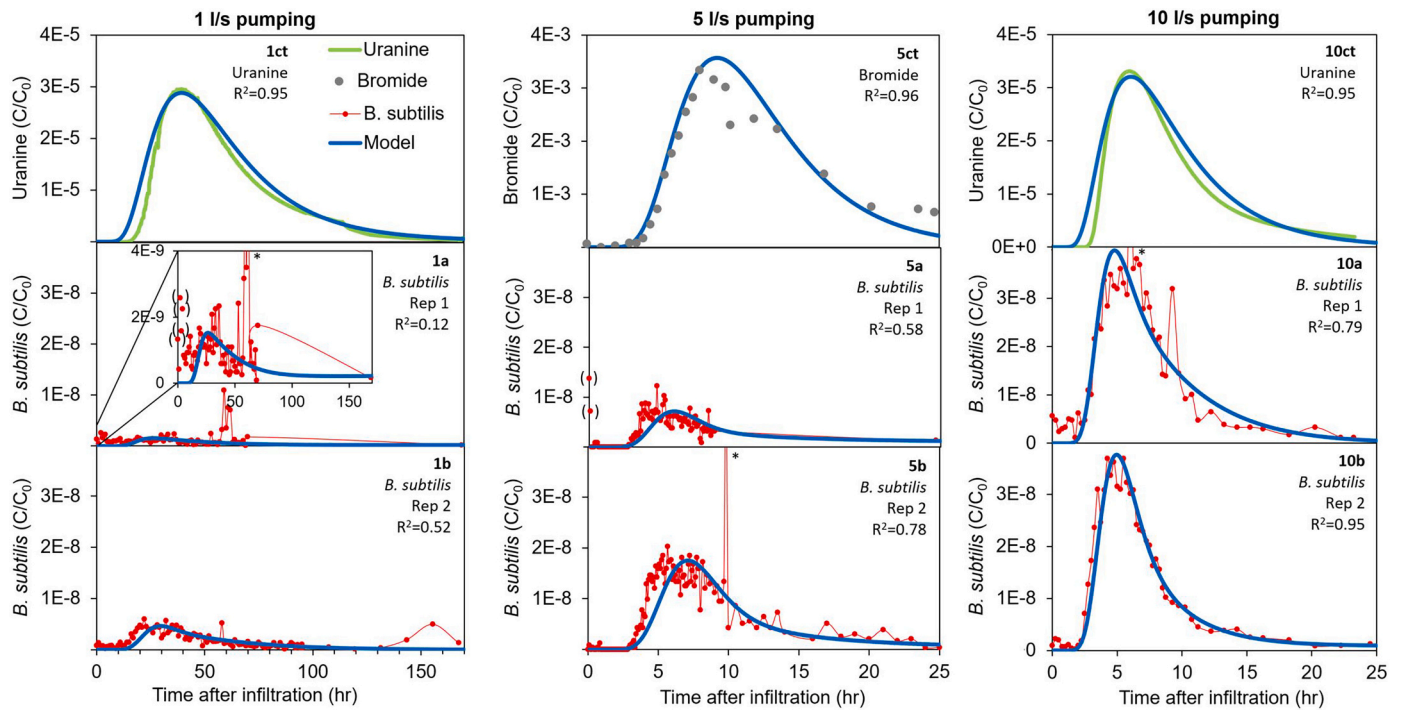 1 l/s pumping
4E-5
3E-5
2E-5
1E-5
Uranine (C/C0)
1ct
Uranine
R2=0.95
Uranine
Bromide
B. subtilis
Model
3E-8
2E-8
1E-8
B. subtilis (C/C0)
4E-9
2E-9
0
0
50
100
150
*
( )
( )
( )
( )
1a
B. subtilis
Rep 1
R2=0.12
3E-8
2E-8
1E-8
B. subtilis (C/C0)
1b
B. subtilis
Rep 2
R2=0.52
0
50
100
150
Time after infiltration (hr)
5 l/s pumping
4E-3
3E-3
2E-3
1E-3
Bromide (C/C0)
5ct
Bromide
R2=0.96
3E-8
2E-8
1E-8
B. subtilis (C/C0)
( )
( )
5a
B. subtilis
Rep 1
R2=0.58
3E-8
2E-8
1E-8
B. subtilis (C/C0)
*
5b
B. subtilis
Rep 2
R2=0.78
0
5
10
15
20
25
Time after infiltration (hr)
10 l/s pumping
4E-5
3E-5
2E-5
1E-5
0E+0
Uranine (C/C0)
10ct
Uranine
R2=0.95
3E-8
2E-8
1E-8
0
B. subtilis (C/C0)
*
10a
B. subtilis
Rep 1
R2=0.79
3E-8
2E-8
1E-8
0
B. subtilis (C/C0)
10b
B. subtilis
Rep 2
R2=0.95
0
5
10
15
20
25
Time after infiltration (hr)